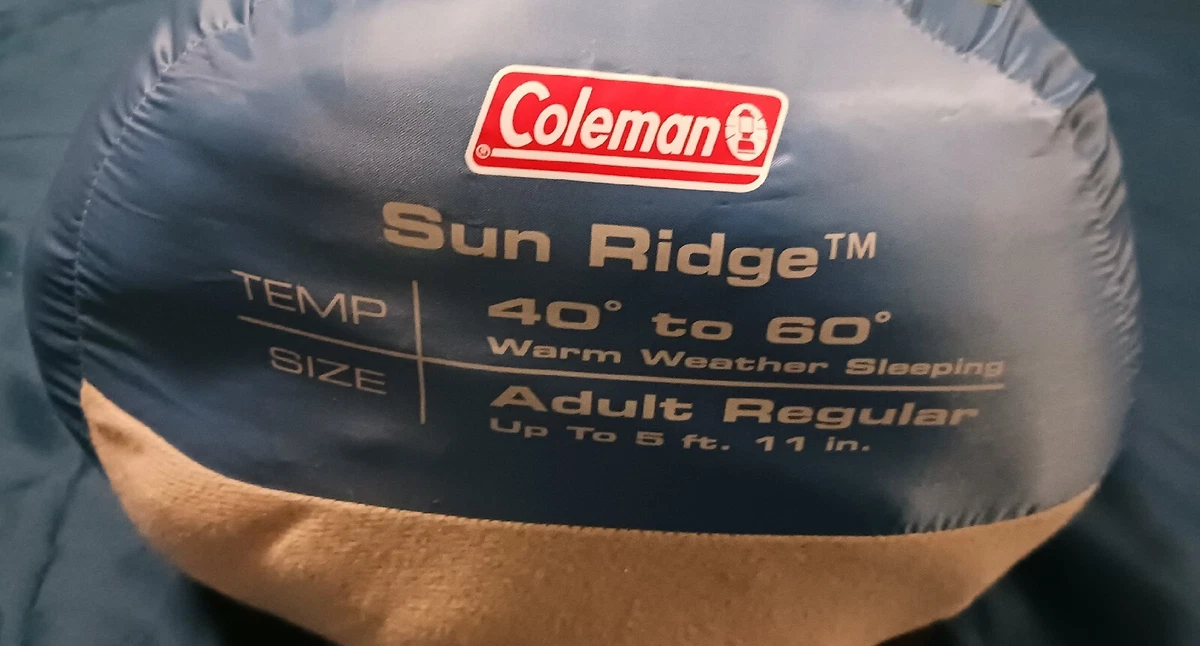 Coleman
Sun Ridge™
TEMP
40° to 60°
Warm Weather Sleeping
SIZE
Adult Regular
Up To 5 ft. 11 in.